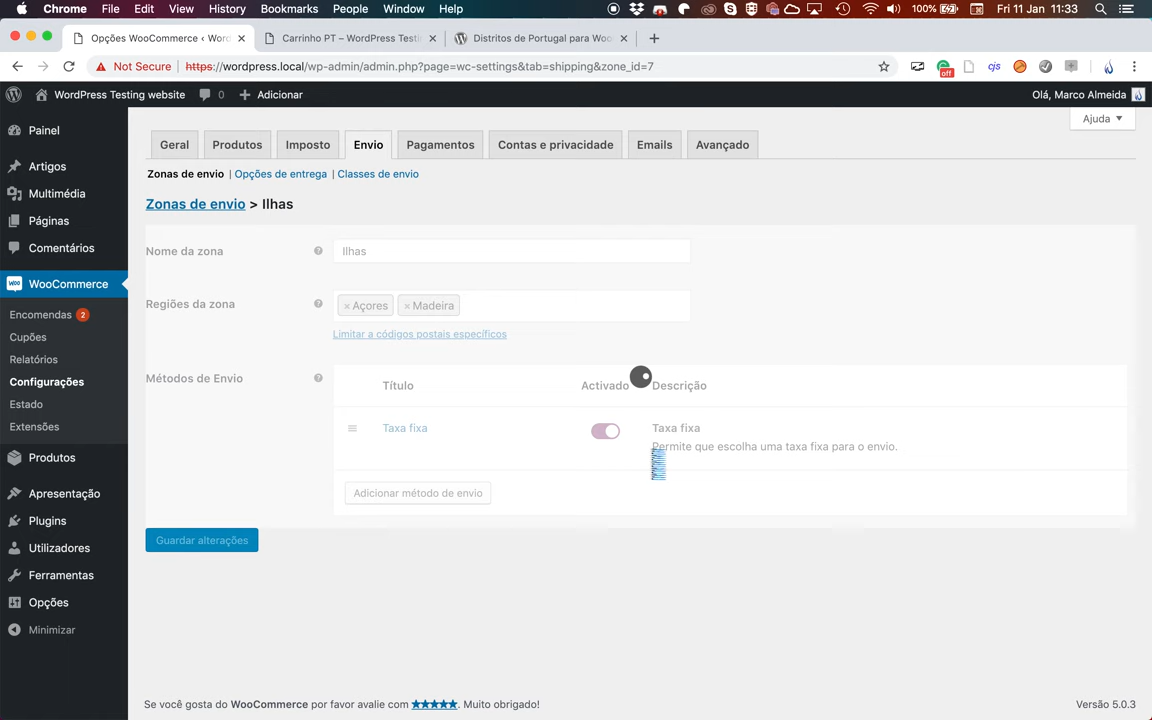 Chrome File Edit View History Bookmarks People Window Help 100% Fri 11 Jan 11:33
Opções WooCommerce ‹ Word Carrinho PT – WordPress Testi Distritos de Portugal para Woo
Not Secure https://wordpress.local/wp-admin/admin.php?page=wc-settings&tab=shipping&zone_id=7 off cjs
WordPress Testing website 0 Adicionar Olá, Marco Almeida
Ajuda
Painel
Artigos
Multimédia
Páginas
Comentários
WooCommerce
Encomendas 2
Cupões
Relatórios
Configurações
Estado
Extensões
Produtos
Apresentação
Plugins
Utilizadores
Ferramentas
Opções
Minimizar
Geral Produtos Imposto Envio Pagamentos Contas e privacidade Emails Avançado
Zonas de envio | Opções de entrega | Classes de envio
Zonas de envio > Ilhas
Nome da zona ? Ilhas
Regiões da zona ? × Açores × Madeira
Limitar a códigos postais específicos
Métodos de Envio ?
Título Activado Descrição
Taxa fixa Taxa fixa
Permite que escolha uma taxa fixa para o envio.
Adicionar método de envio
Guardar alterações
Se você gosta do WooCommerce por favor avalie com ★★★★★. Muito obrigado! Versão 5.0.3